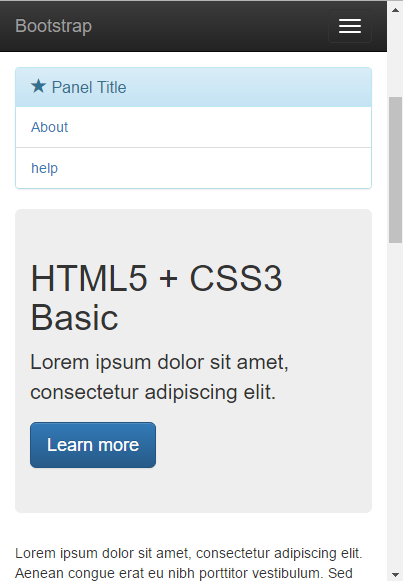 Bootstrap
Panel Title
About
help
HTML5 + CSS3
Basic
Lorem ipsum dolor sit amet,
consectetur adipiscing elit.
Learn more
Lorem ipsum dolor sit amet, consectetur adipiscing elit.
Aenean congue erat eu nibh porttitor vestibulum. Sed